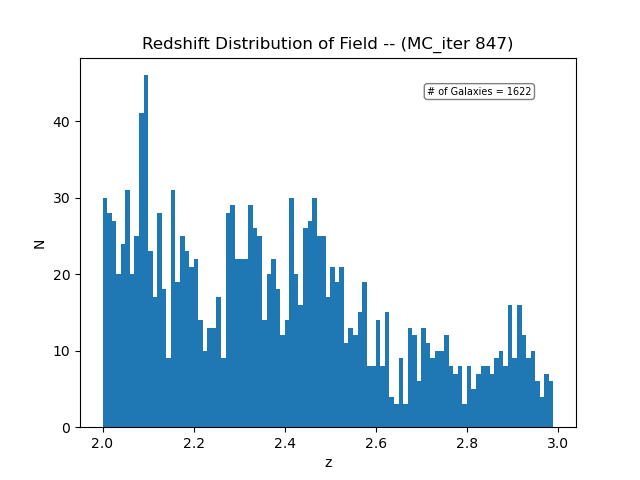 Redshift Distribution of Field -- (MC_iter 847)
# of Galaxies = 1622
N
40
30
20
10
0
2.0 2.2 2.4 2.6 2.8 3.0
z